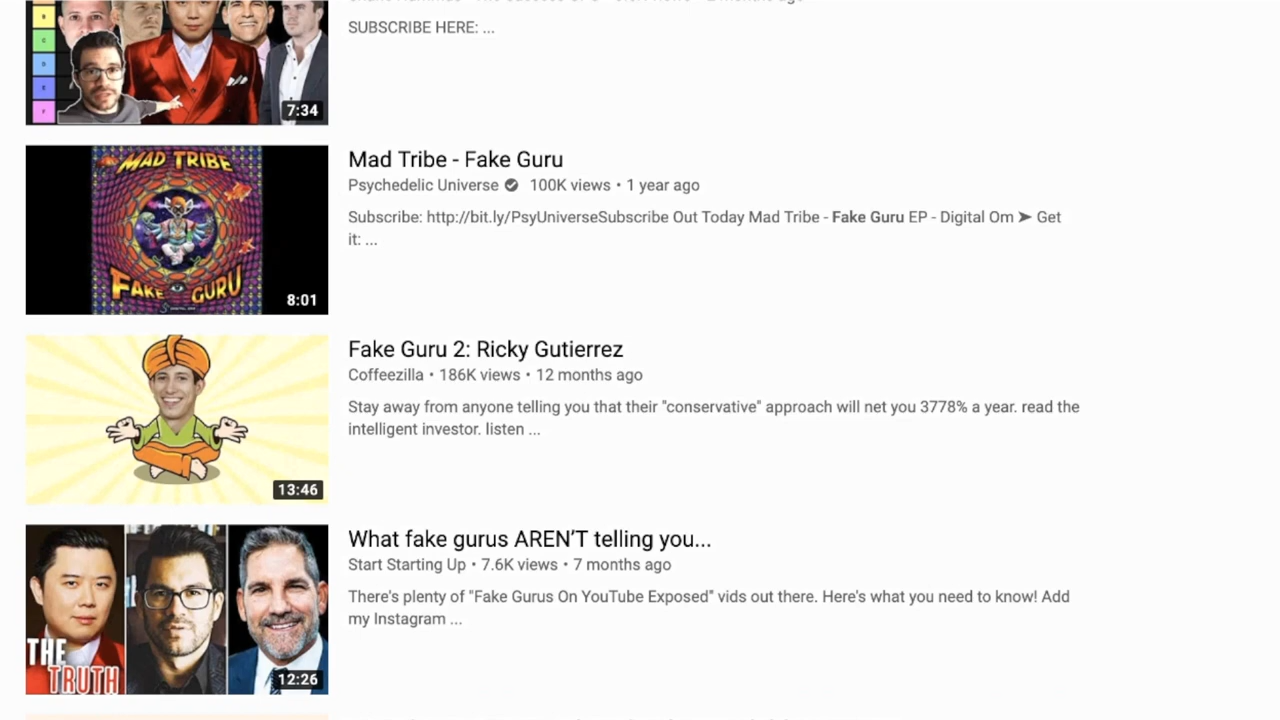 SUBSCRIBE HERE: ...
B
C
D
E
F
7:34
MAD TRIBE
FAKE GURU
8:01
Mad Tribe - Fake Guru
Psychedelic Universe 100K views • 1 year ago
Subscribe: http://bit.ly/PsyUniverseSubscribe Out Today Mad Tribe - Fake Guru EP - Digital Om ➤ Get
it: ...
13:46
Fake Guru 2: Ricky Gutierrez
Coffeezilla • 186K views • 12 months ago
Stay away from anyone telling you that their "conservative" approach will net you 3778% a year. read the
intelligent investor. listen ...
THE
TRUTH
12:26
What fake gurus AREN'T telling you...
Start Starting Up • 7.6K views • 7 months ago
There's plenty of "Fake Gurus On YouTube Exposed" vids out there. Here's what you need to know! Add
my Instagram ...